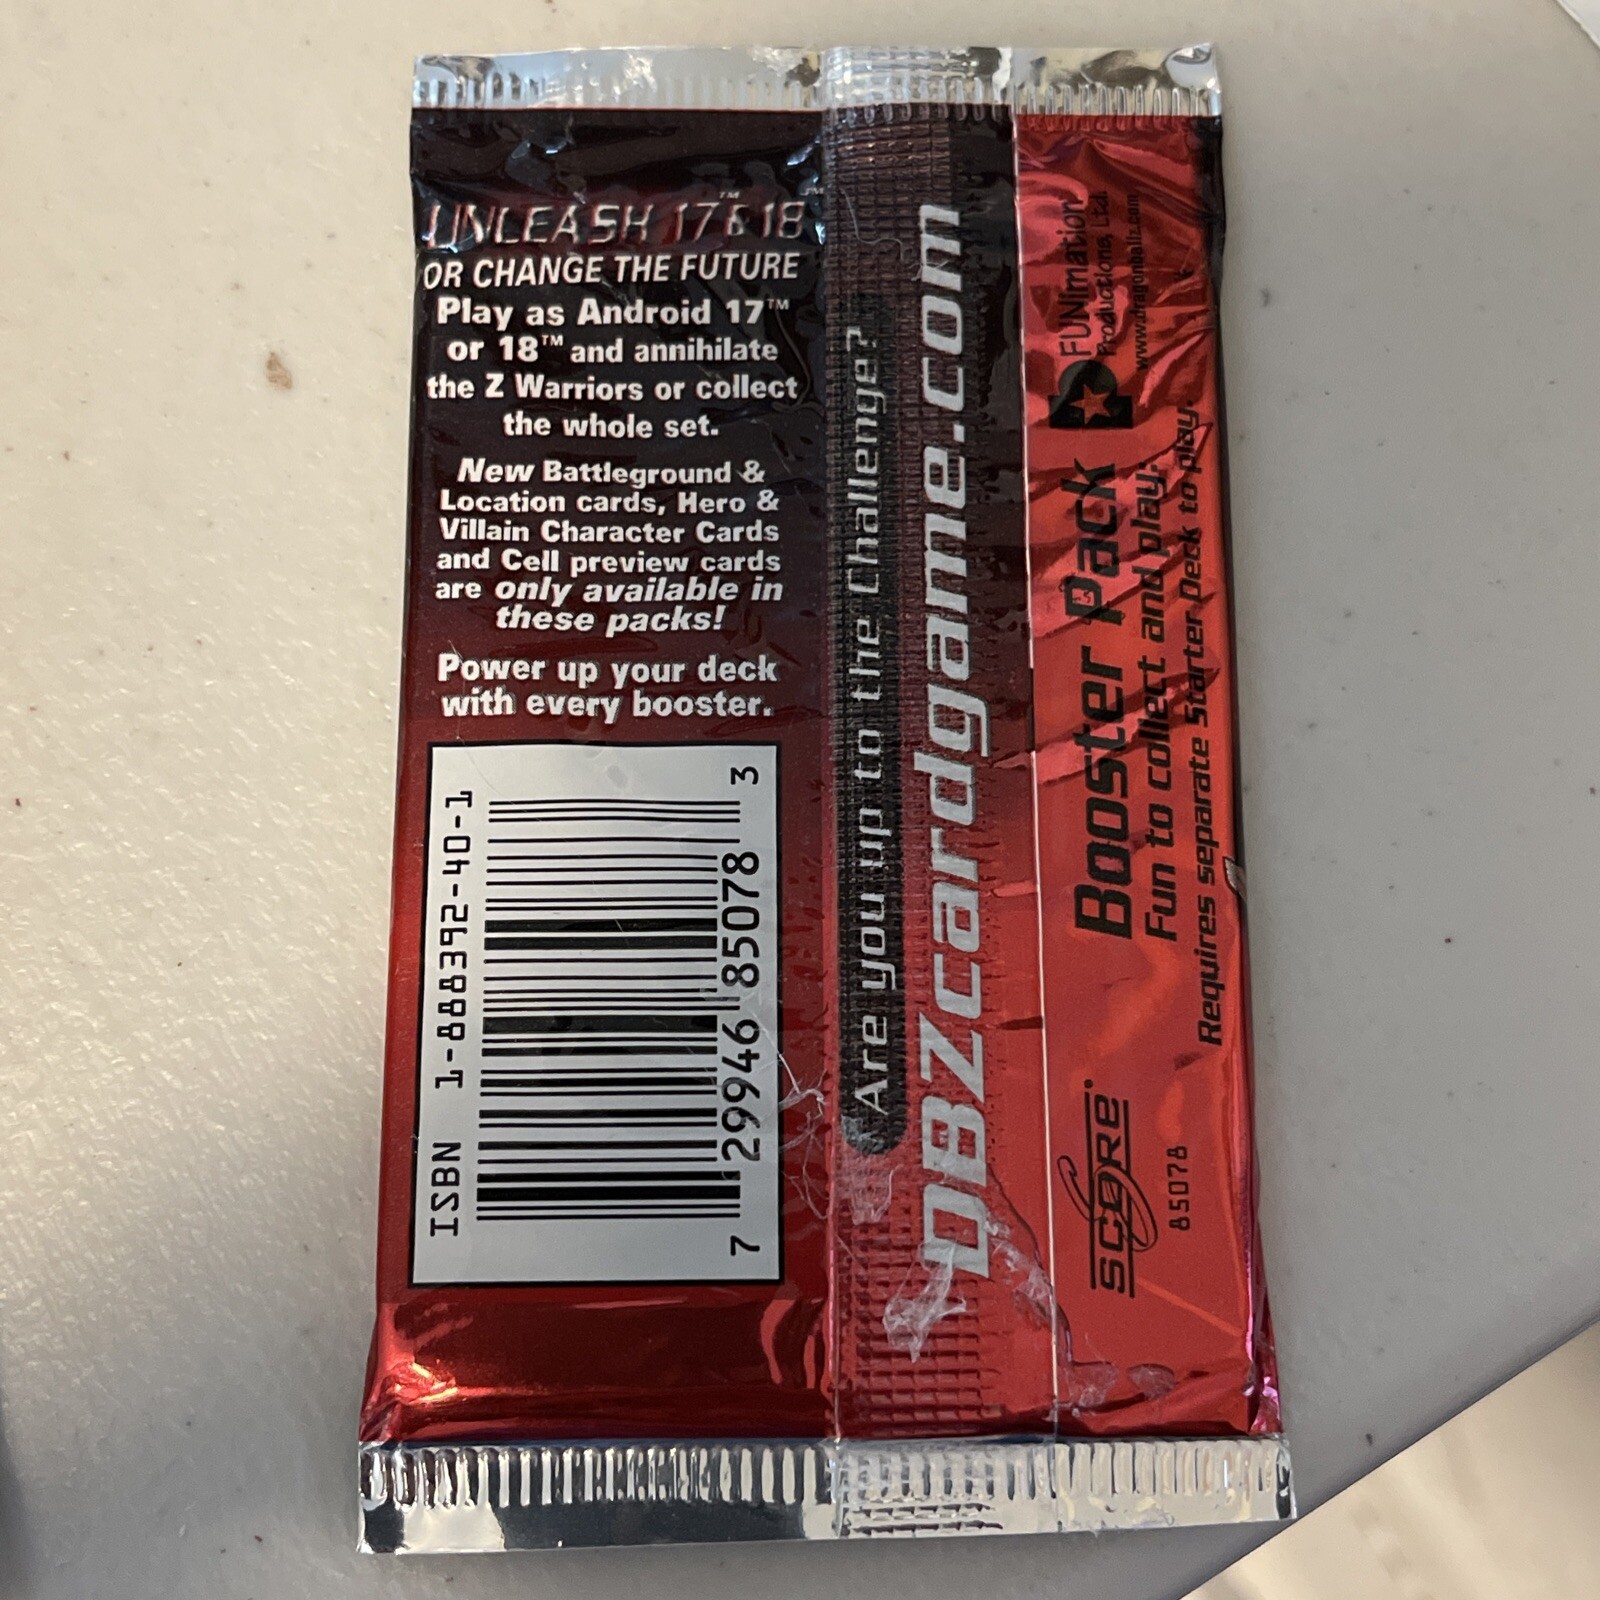 UNLEASH 17™ & 18™
OR CHANGE THE FUTURE
Play as Android 17™
or 18™ and annihilate
the Z Warriors or collect
the whole set.
New Battleground &
Location cards, Hero &
Villain Character Cards
and Cell preview cards
are only available in
these packs!
Power up your deck
with every booster.
ISBN 1-888392-40-1
7 29946 85078 3
Are you up to the Challenge?
DBZcardgame.com
FUNimation
Productions, Ltd.
www.dragonballz.com
Booster Pack
Fun to collect and play.
Requires separate Starter Deck to play.
SCORE
85078